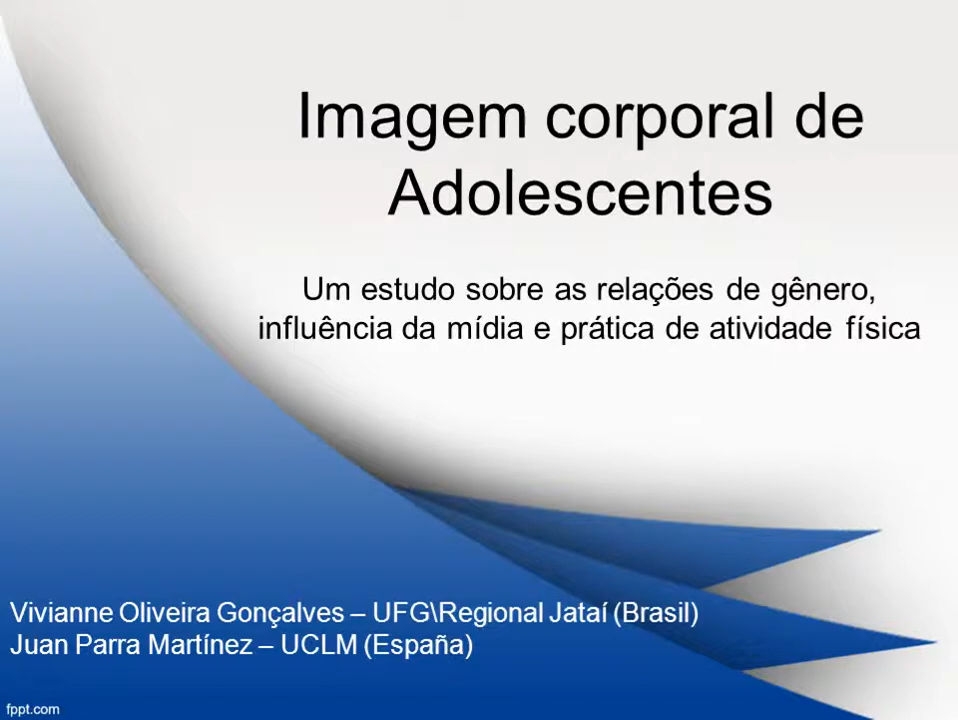 Imagem corporal de
Adolescentes
Um estudo sobre as relações de gênero,
influência da mídia e prática de atividade física
Vivianne Oliveira Gonçalves – UFG\Regional Jataí (Brasil)
Juan Parra Martínez – UCLM (España)
fppt.com